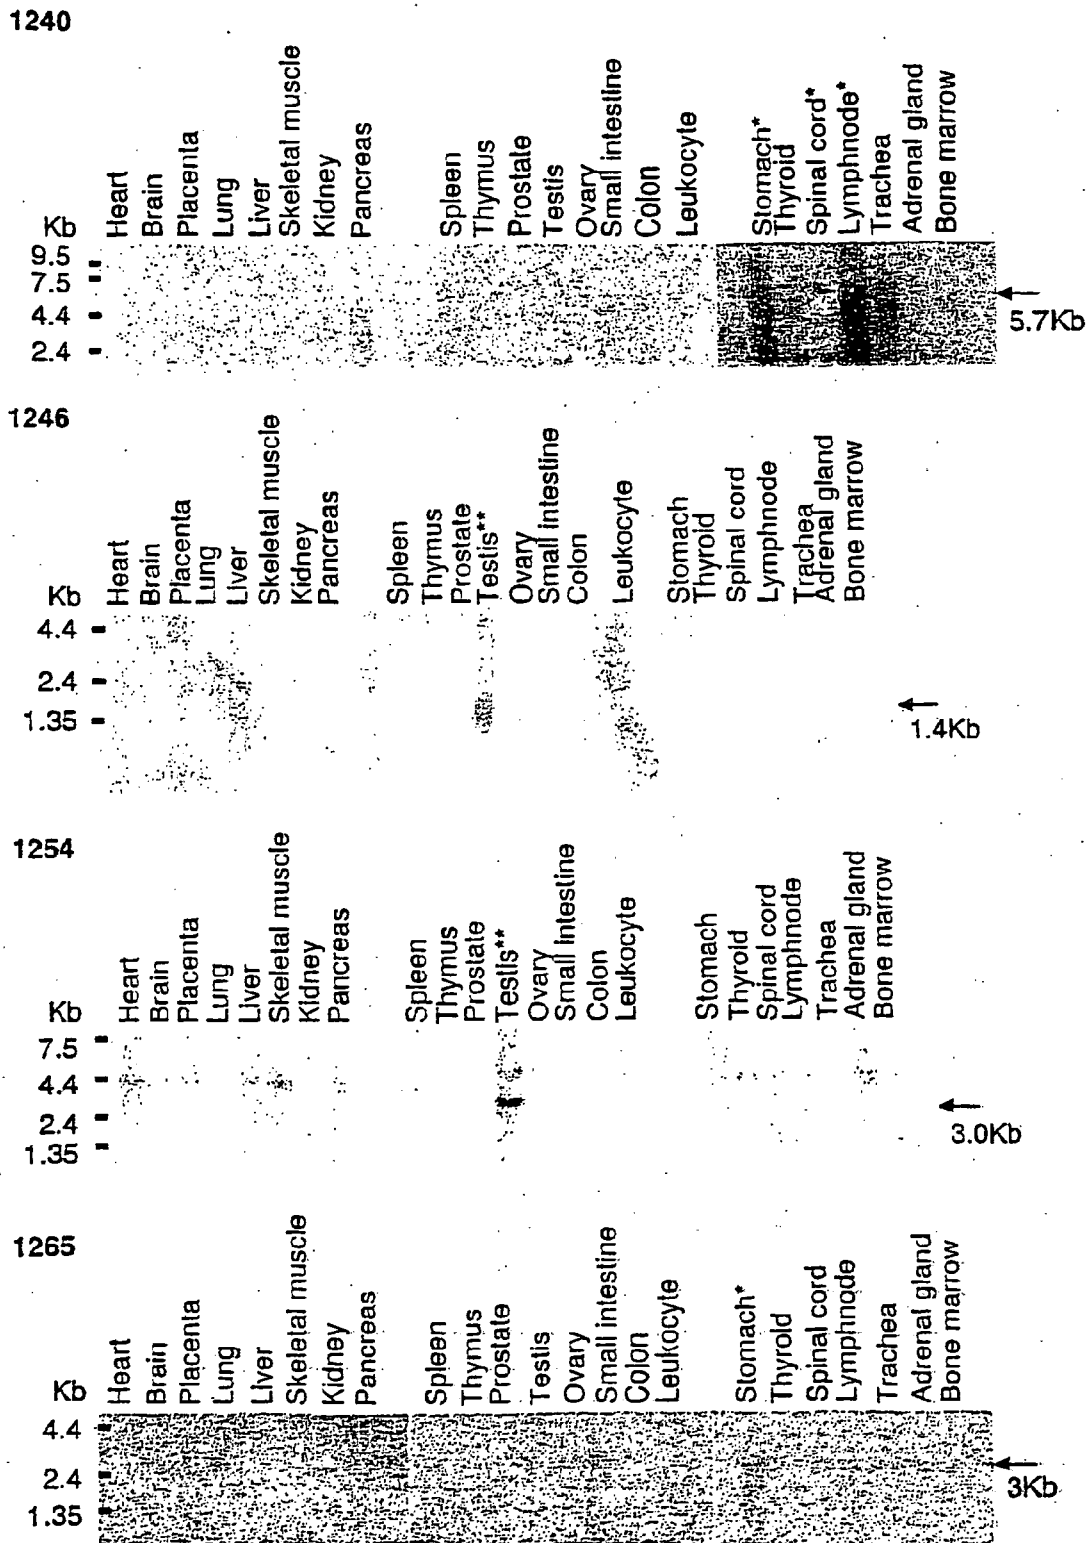 1240
Kb Heart Brain Placenta Lung Liver Skeletal muscle Kidney Pancreas Spleen Thymus Prostate Testis Ovary Small intestine Colon Leukocyte Stomach* Thyroid Spinal cord* Lymphnode* Trachea Adrenal gland Bone marrow
9.5
7.5
4.4
2.4
5.7Kb
1246
Kb Heart Brain Placenta Lung Liver Skeletal muscle Kidney Pancreas Spleen Thymus Prostate Testis** Ovary Small intestine Colon Leukocyte Stomach Thyroid Spinal cord Lymphnode Trachea Adrenal gland Bone marrow
4.4
2.4
1.35
1.4Kb
1254
Kb Heart Brain Placenta Lung Liver Skeletal muscle Kidney Pancreas Spleen Thymus Prostate Testis** Ovary Small intestine Colon Leukocyte Stomach Thyroid Spinal cord Lymphnode Trachea Adrenal gland Bone marrow
7.5
4.4
2.4
1.35
3.0Kb
1265
Kb Heart Brain Placenta Lung Liver Skeletal muscle Kidney Pancreas Spleen Thymus Prostate Testis Ovary Small intestine Colon Leukocyte Stomach* Thyroid Spinal cord Lymphnode Trachea Adrenal gland Bone marrow
4.4
2.4
1.35
3Kb